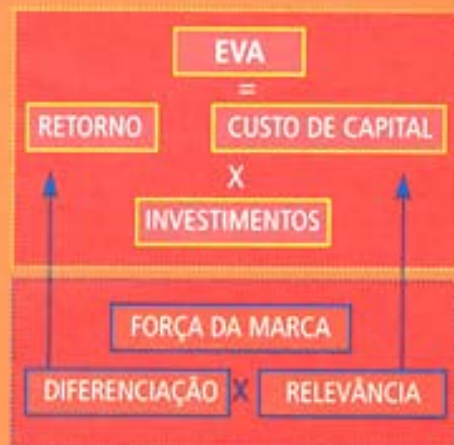 EVA
=
RETORNO CUSTO DE CAPITAL
X
INVESTIMENTOS
FORÇA DA MARCA
DIFERENCIAÇÃO X RELEVÂNCIA